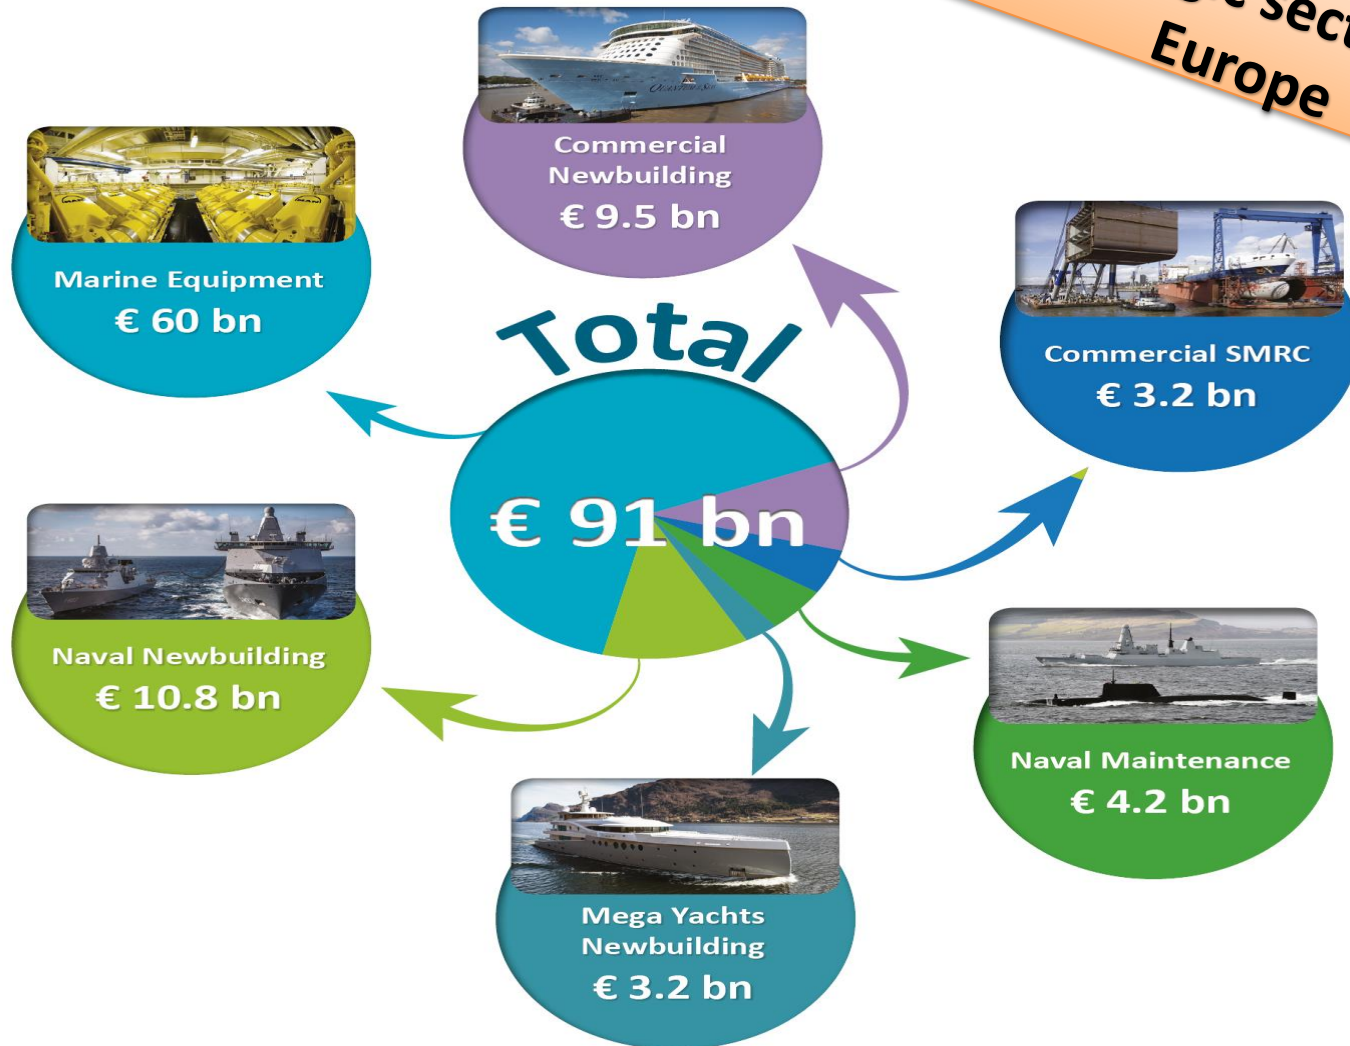 Europe
Commercial
Newbuilding
€ 9.5 bn
Marine Equipment
€ 60 bn
Commercial SMRC
€ 3.2 bn
Total
€ 91 bn
Naval Newbuilding
€ 10.8 bn
Naval Maintenance
€ 4.2 bn
Mega Yachts
Newbuilding
€ 3.2 bn